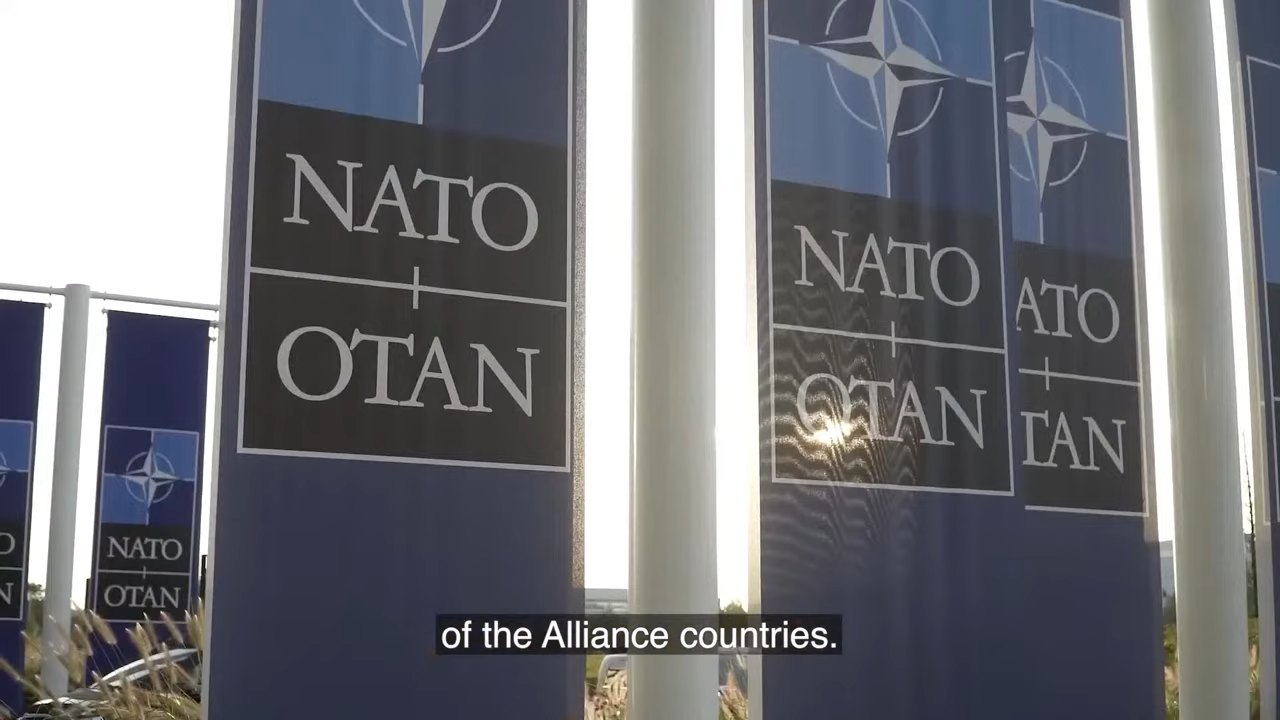 NATO
OTAN
NATO
OTAN
ATO
TAN
NATO
OTAN
O
N
of the Alliance countries.